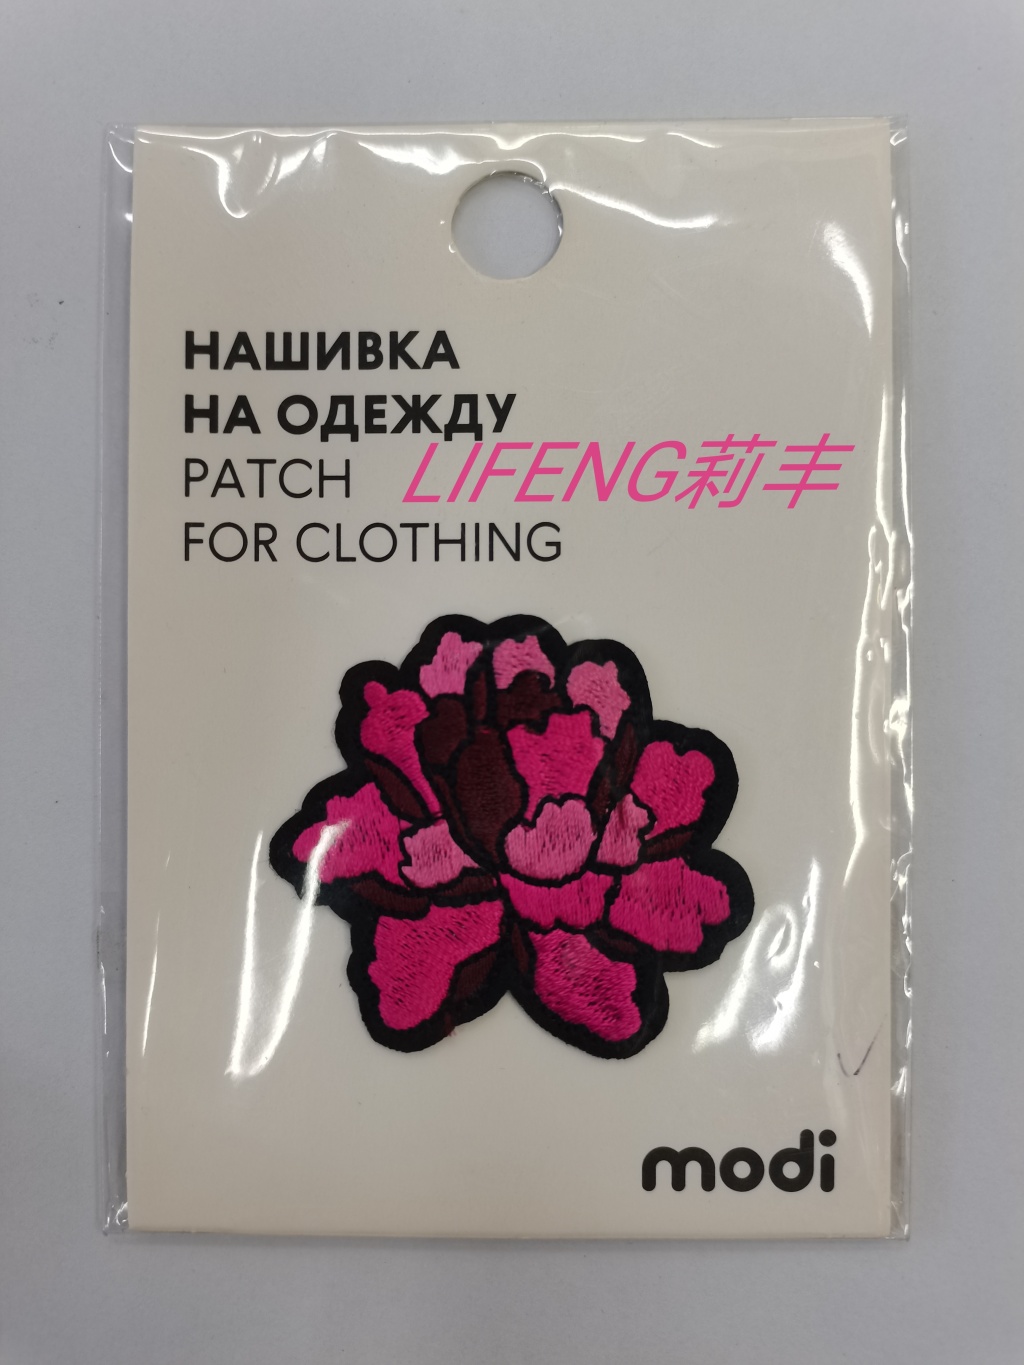 НАШИВКА
НА ОДЕЖДУ
PATCH
LIFENG莉丰
FOR CLOTHING
modi